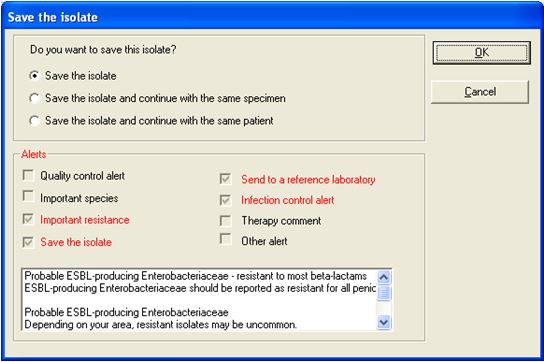 Save the isolate
Do you want to save this isolate?
Save the isolate
Save the isolate and continue with the same specimen
Save the isolate and continue with the same patient
OK
Cancel
Alerts
Quality control alert
Important species
Important resistance
Save the isolate
Send to a reference laboratory
Infection control alert
Therapy comment
Other alert
Probable ESBL-producing Enterobacteriaceae - resistant to most beta-lactams
ESBL-producing Enterobacteriaceae should be reported as resistant for all penic
Probable ESBL-producing Enterobacteriaceae
Depending on your area, resistant isolates may be uncommon.